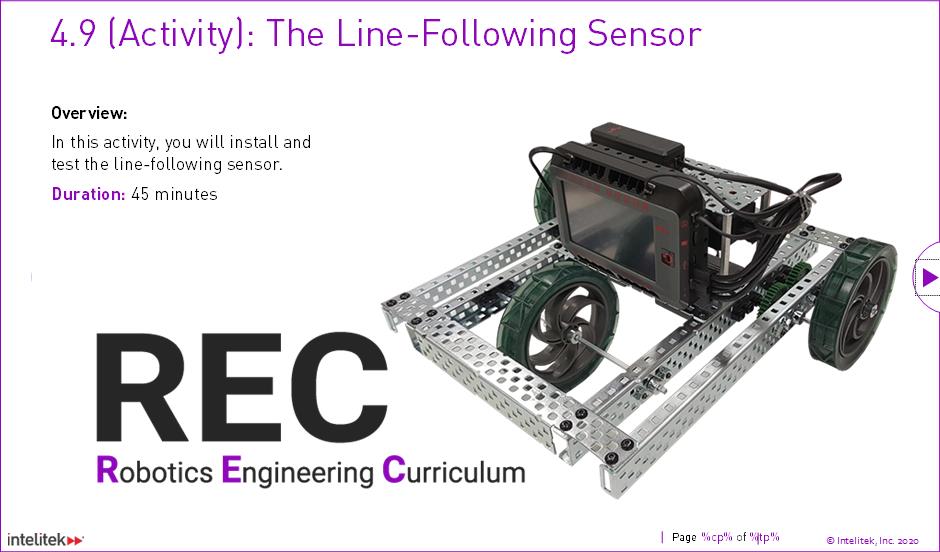 4.9 (Activity): The Line-Following Sensor
Overview:
In this activity, you will install and
test the line-following sensor.
Duration: 45 minutes
REC
Robotics Engineering Curriculum
intelitek
Page %cp% of %tp%
© Intelitek, Inc. 2020